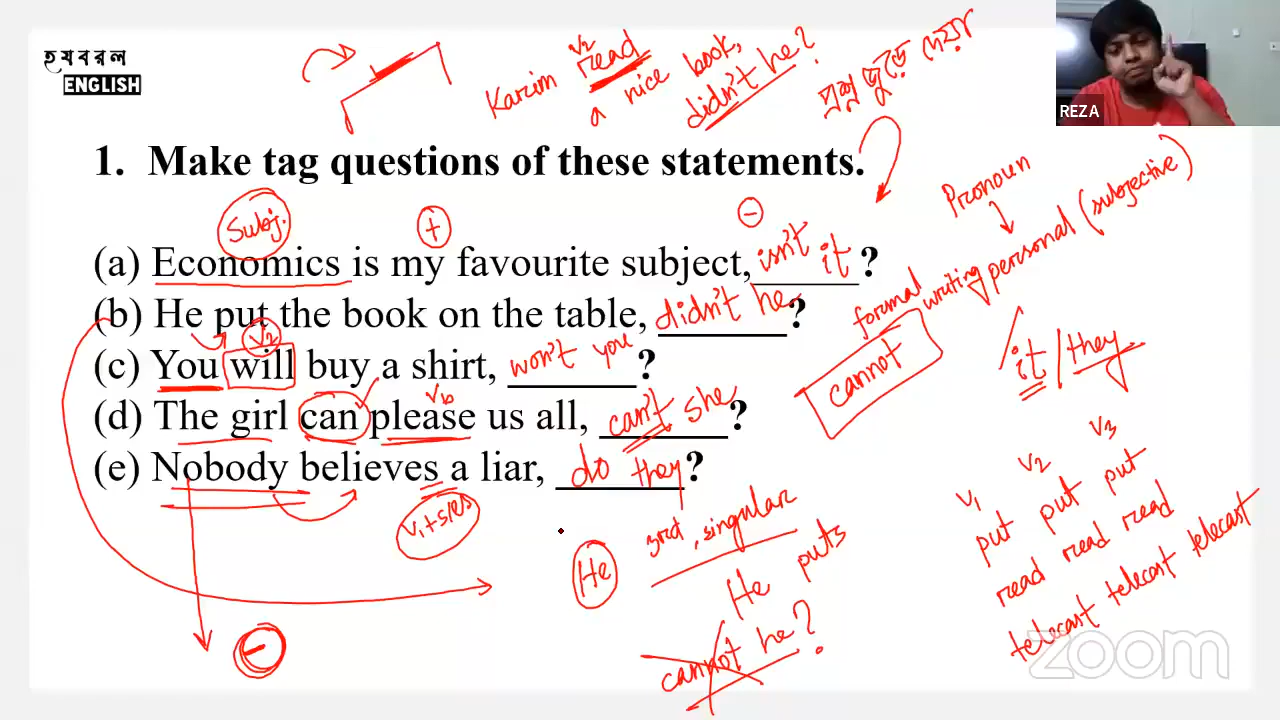 হযবরল
ENGLISH
Karim read a nice book, didn't he?
V2
প্রশ্ন জুড়ে দেয়া
REZA
1. Make tag questions of these statements.
Subj.
+
−
Pronoun
personal (subjective)
(a) Economics is my favourite subject, isn't it?
(b) He put the book on the table, didn't he?
V2
(c) You will buy a shirt, won't you?
Vb
(d) The girl can please us all, can't she?
(e) Nobody believes a liar, do they?
V1+s/es
formal writing
cannot
it/they
V1 V2 V3
put put put
read read read
telecast telecast telecast
He
3rd, singular
He puts
cannot he?
−
zoom